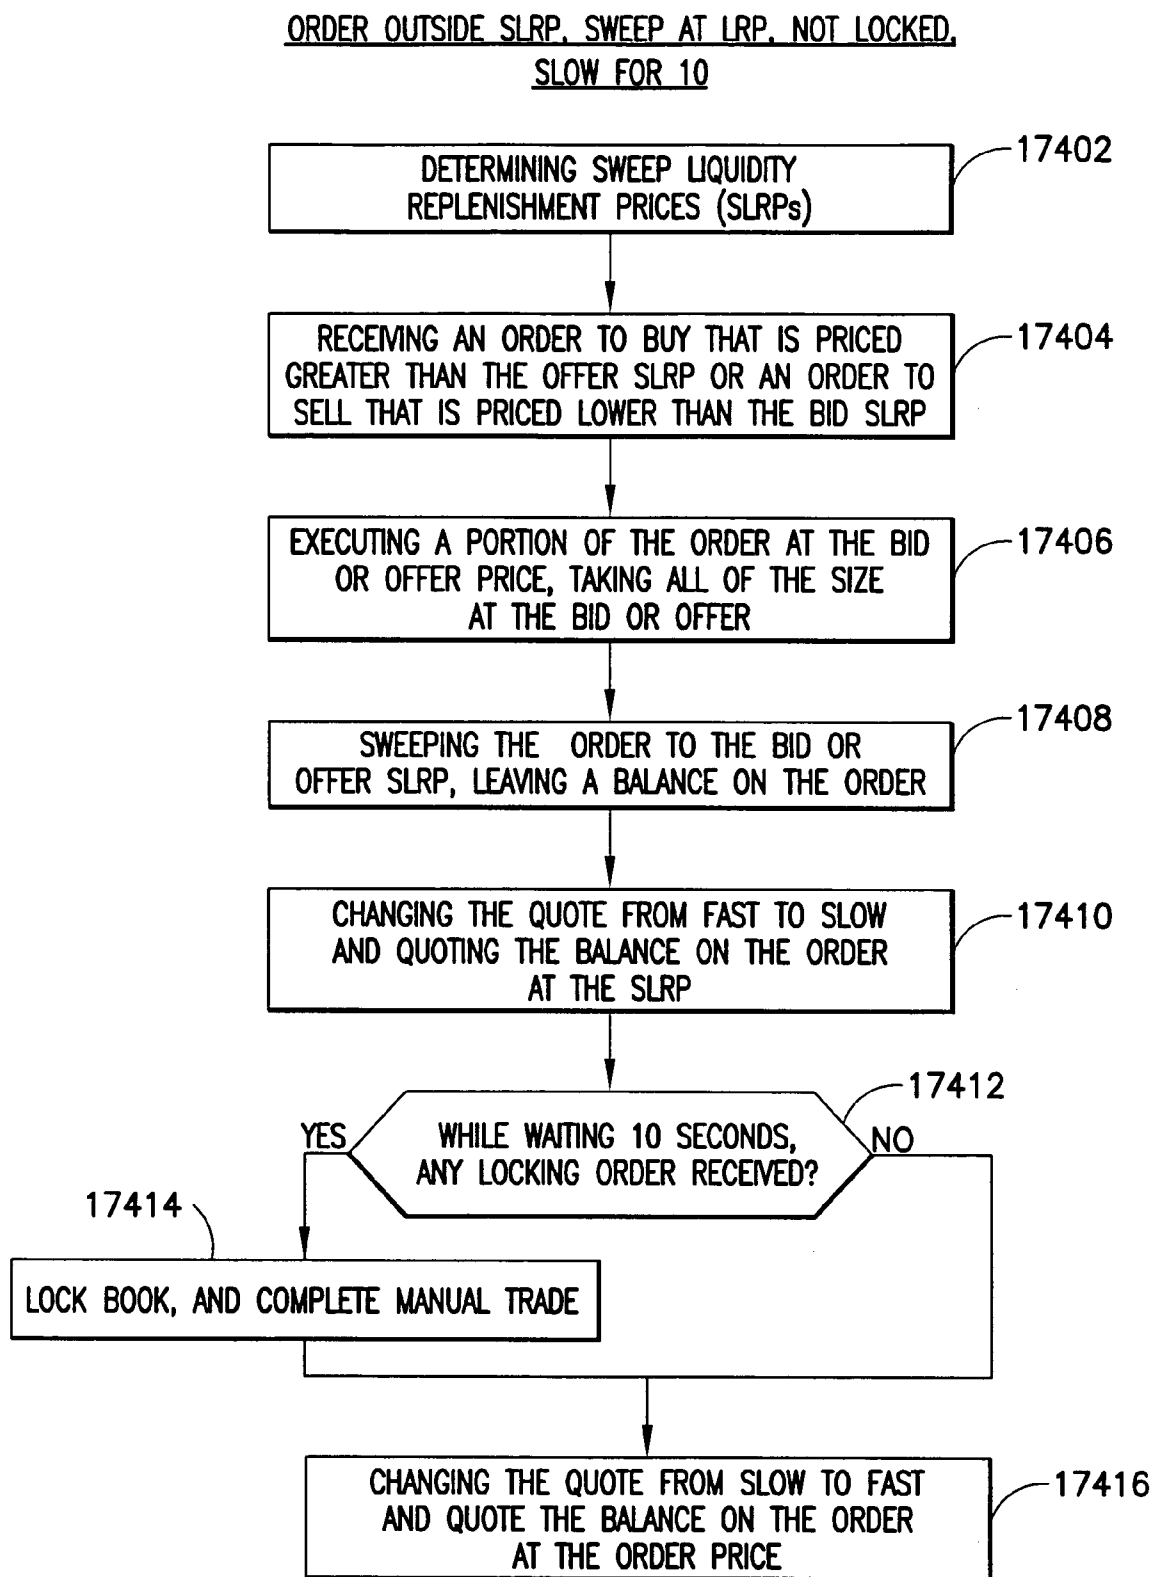 ORDER OUTSIDE SLRP, SWEEP AT LRP, NOT LOCKED,
SLOW FOR 10
17402
DETERMINING SWEEP LIQUIDITY
REPLENISHMENT PRICES (SLRPs)
17404
RECEIVING AN ORDER TO BUY THAT IS PRICED
GREATER THAN THE OFFER SLRP OR AN ORDER TO
SELL THAT IS PRICED LOWER THAN THE BID SLRP
17406
EXECUTING A PORTION OF THE ORDER AT THE BID
OR OFFER PRICE, TAKING ALL OF THE SIZE
AT THE BID OR OFFER
17408
SWEEPING THE ORDER TO THE BID OR
OFFER SLRP, LEAVING A BALANCE ON THE ORDER
17410
CHANGING THE QUOTE FROM FAST TO SLOW
AND QUOTING THE BALANCE ON THE ORDER
AT THE SLRP
17412
YES
WHILE WAITING 10 SECONDS,
ANY LOCKING ORDER RECEIVED?
NO
17414
LOCK BOOK, AND COMPLETE MANUAL TRADE
17416
CHANGING THE QUOTE FROM SLOW TO FAST
AND QUOTE THE BALANCE ON THE ORDER
AT THE ORDER PRICE